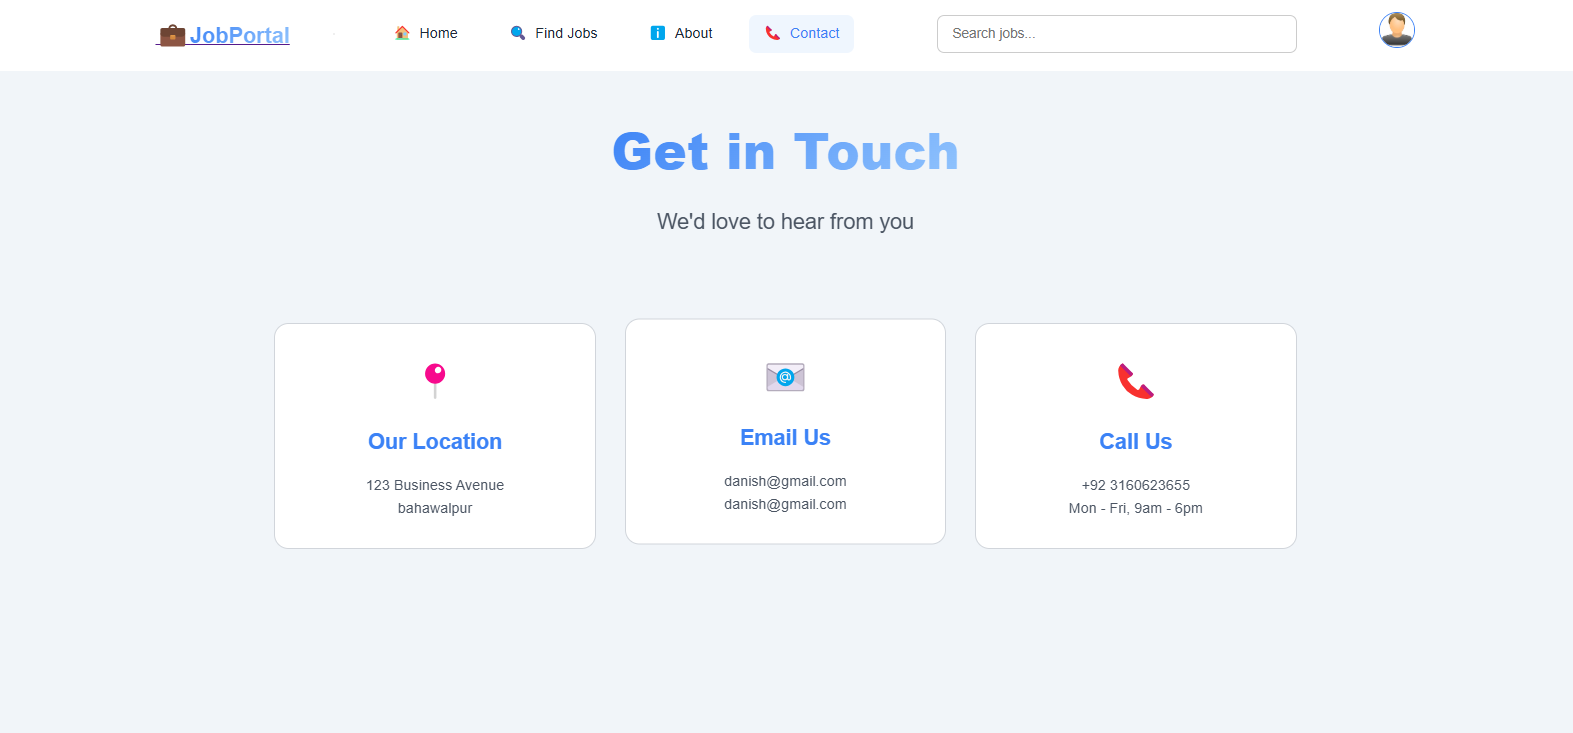 JobPortal
Home
Find Jobs
About
Contact
Search jobs...
Get in Touch
We'd love to hear from you
Our Location
123 Business Avenue
bahawalpur
Email Us
danish@gmail.com
danish@gmail.com
Call Us
+92 3160623655
Mon - Fri, 9am - 6pm